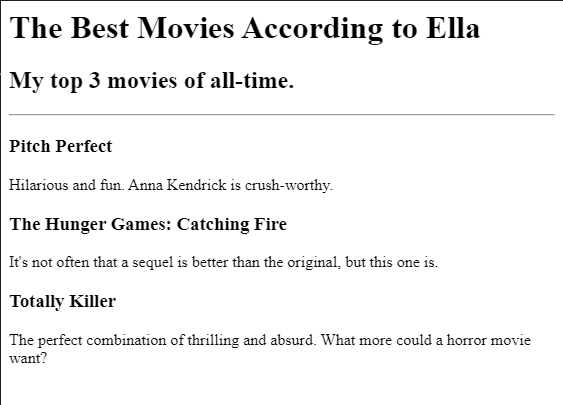 The Best Movies According to Ella
My top 3 movies of all-time.
Pitch Perfect
Hilarious and fun. Anna Kendrick is crush-worthy.
The Hunger Games: Catching Fire
It's not often that a sequel is better than the original, but this one is.
Totally Killer
The perfect combination of thrilling and absurd. What more could a horror movie
want?